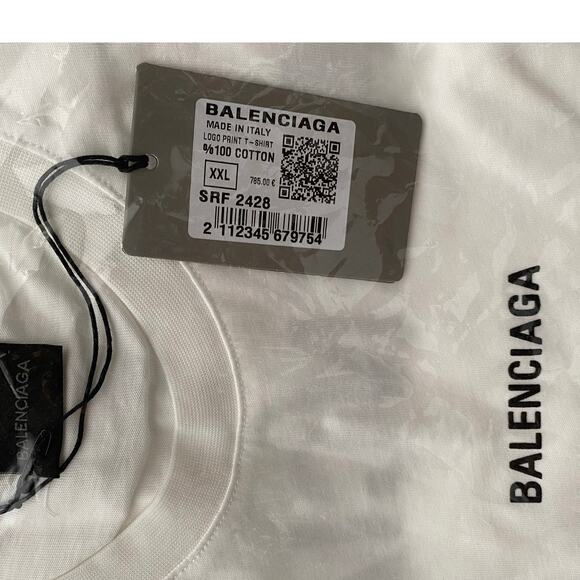 BALENCIAGA
MADE IN ITALY
LOGO PRINT T-SHIRT
%100 COTTON
XXL
785.00 €
SRF 2428
2 112345 679754
BALENCIAGA
BALENCIAGA